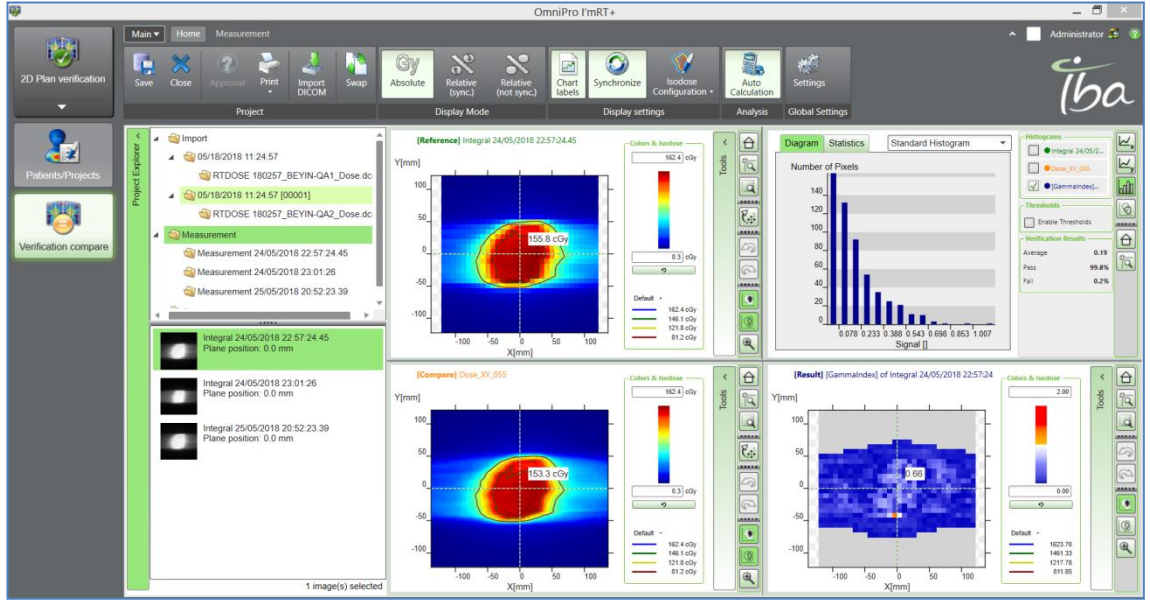 OmniPro I'mRT+
Main Home Measurement
Administrator
2D Plan verification
Patients/Projects
Verification compare
Save Close Approval Print Import DICOM Swap
Project
Gy Absolute Relative (sync.) Relative (not sync.)
Display Mode
Chart labels Synchronize Isodose Configuration
Display settings
Auto Calculation
Analysis
Settings
Global Settings
iba
Project Explorer
Import
05/18/2018 11:24:57
RTDOSE 180257_BEYIN-QA1_Dose.dc
05/18/2018 11:24:57 [00001]
RTDOSE 180257_BEYIN-QA2_Dose.dc
Measurement
Measurement 24/05/2018 22:57 24.45
Measurement 24/05/2018 23:01:26
Measurement 25/05/2018 20:52:23.39
Integral 24/05/2018 22:57:24.45
Plane position: 0.0 mm
Integral 24/05/2018 23:01:26
Plane position: 0.0 mm
Integral 25/05/2018 20:52:23.39
Plane position: 0.0 mm
1 image(s) selected
[Reference] Integral 24/05/2018 22:57:24.45
Y[mm]
100
50
0
-50
-100
155.8 cGy
-100 -50 0 50 100
X[mm]
Colors & Isodose
162.4 cGy
0.3 cGy
Default
162.4 cGy
146.1 cGy
121.8 cGy
81.2 cGy
Tools
Diagram Statistics Standard Histogram
Number of Pixels
140
120
100
80
60
40
20
0
0.078 0.233 0.388 0.543 0.698 0.853 1.007
Signal []
Histograms
Integral 24/05/2...
Dose_XY_055
[GammaIndex]...
Thresholds
Enable Thresholds
Verification Results
Average 0.19
Pass 99.8%
Fail 0.2%
[Compare] Dose_XY_055
Y[mm]
100
50
0
-50
-100
153.3 cGy
-100 -50 0 50 100
X[mm]
Colors & Isodose
162.4 cGy
0.3 cGy
Default
162.4 cGy
146.1 cGy
121.8 cGy
81.2 cGy
Tools
[Result] [GammaIndex] of Integral 24/05/2018 22:57:24
Y[mm]
100
50
0
-50
-100
0.66
-100 -50 0 50 100
X[mm]
Colors & Isodose
2.00
0.00
Default
1623.70
1461.33
1217.78
811.85
Tools